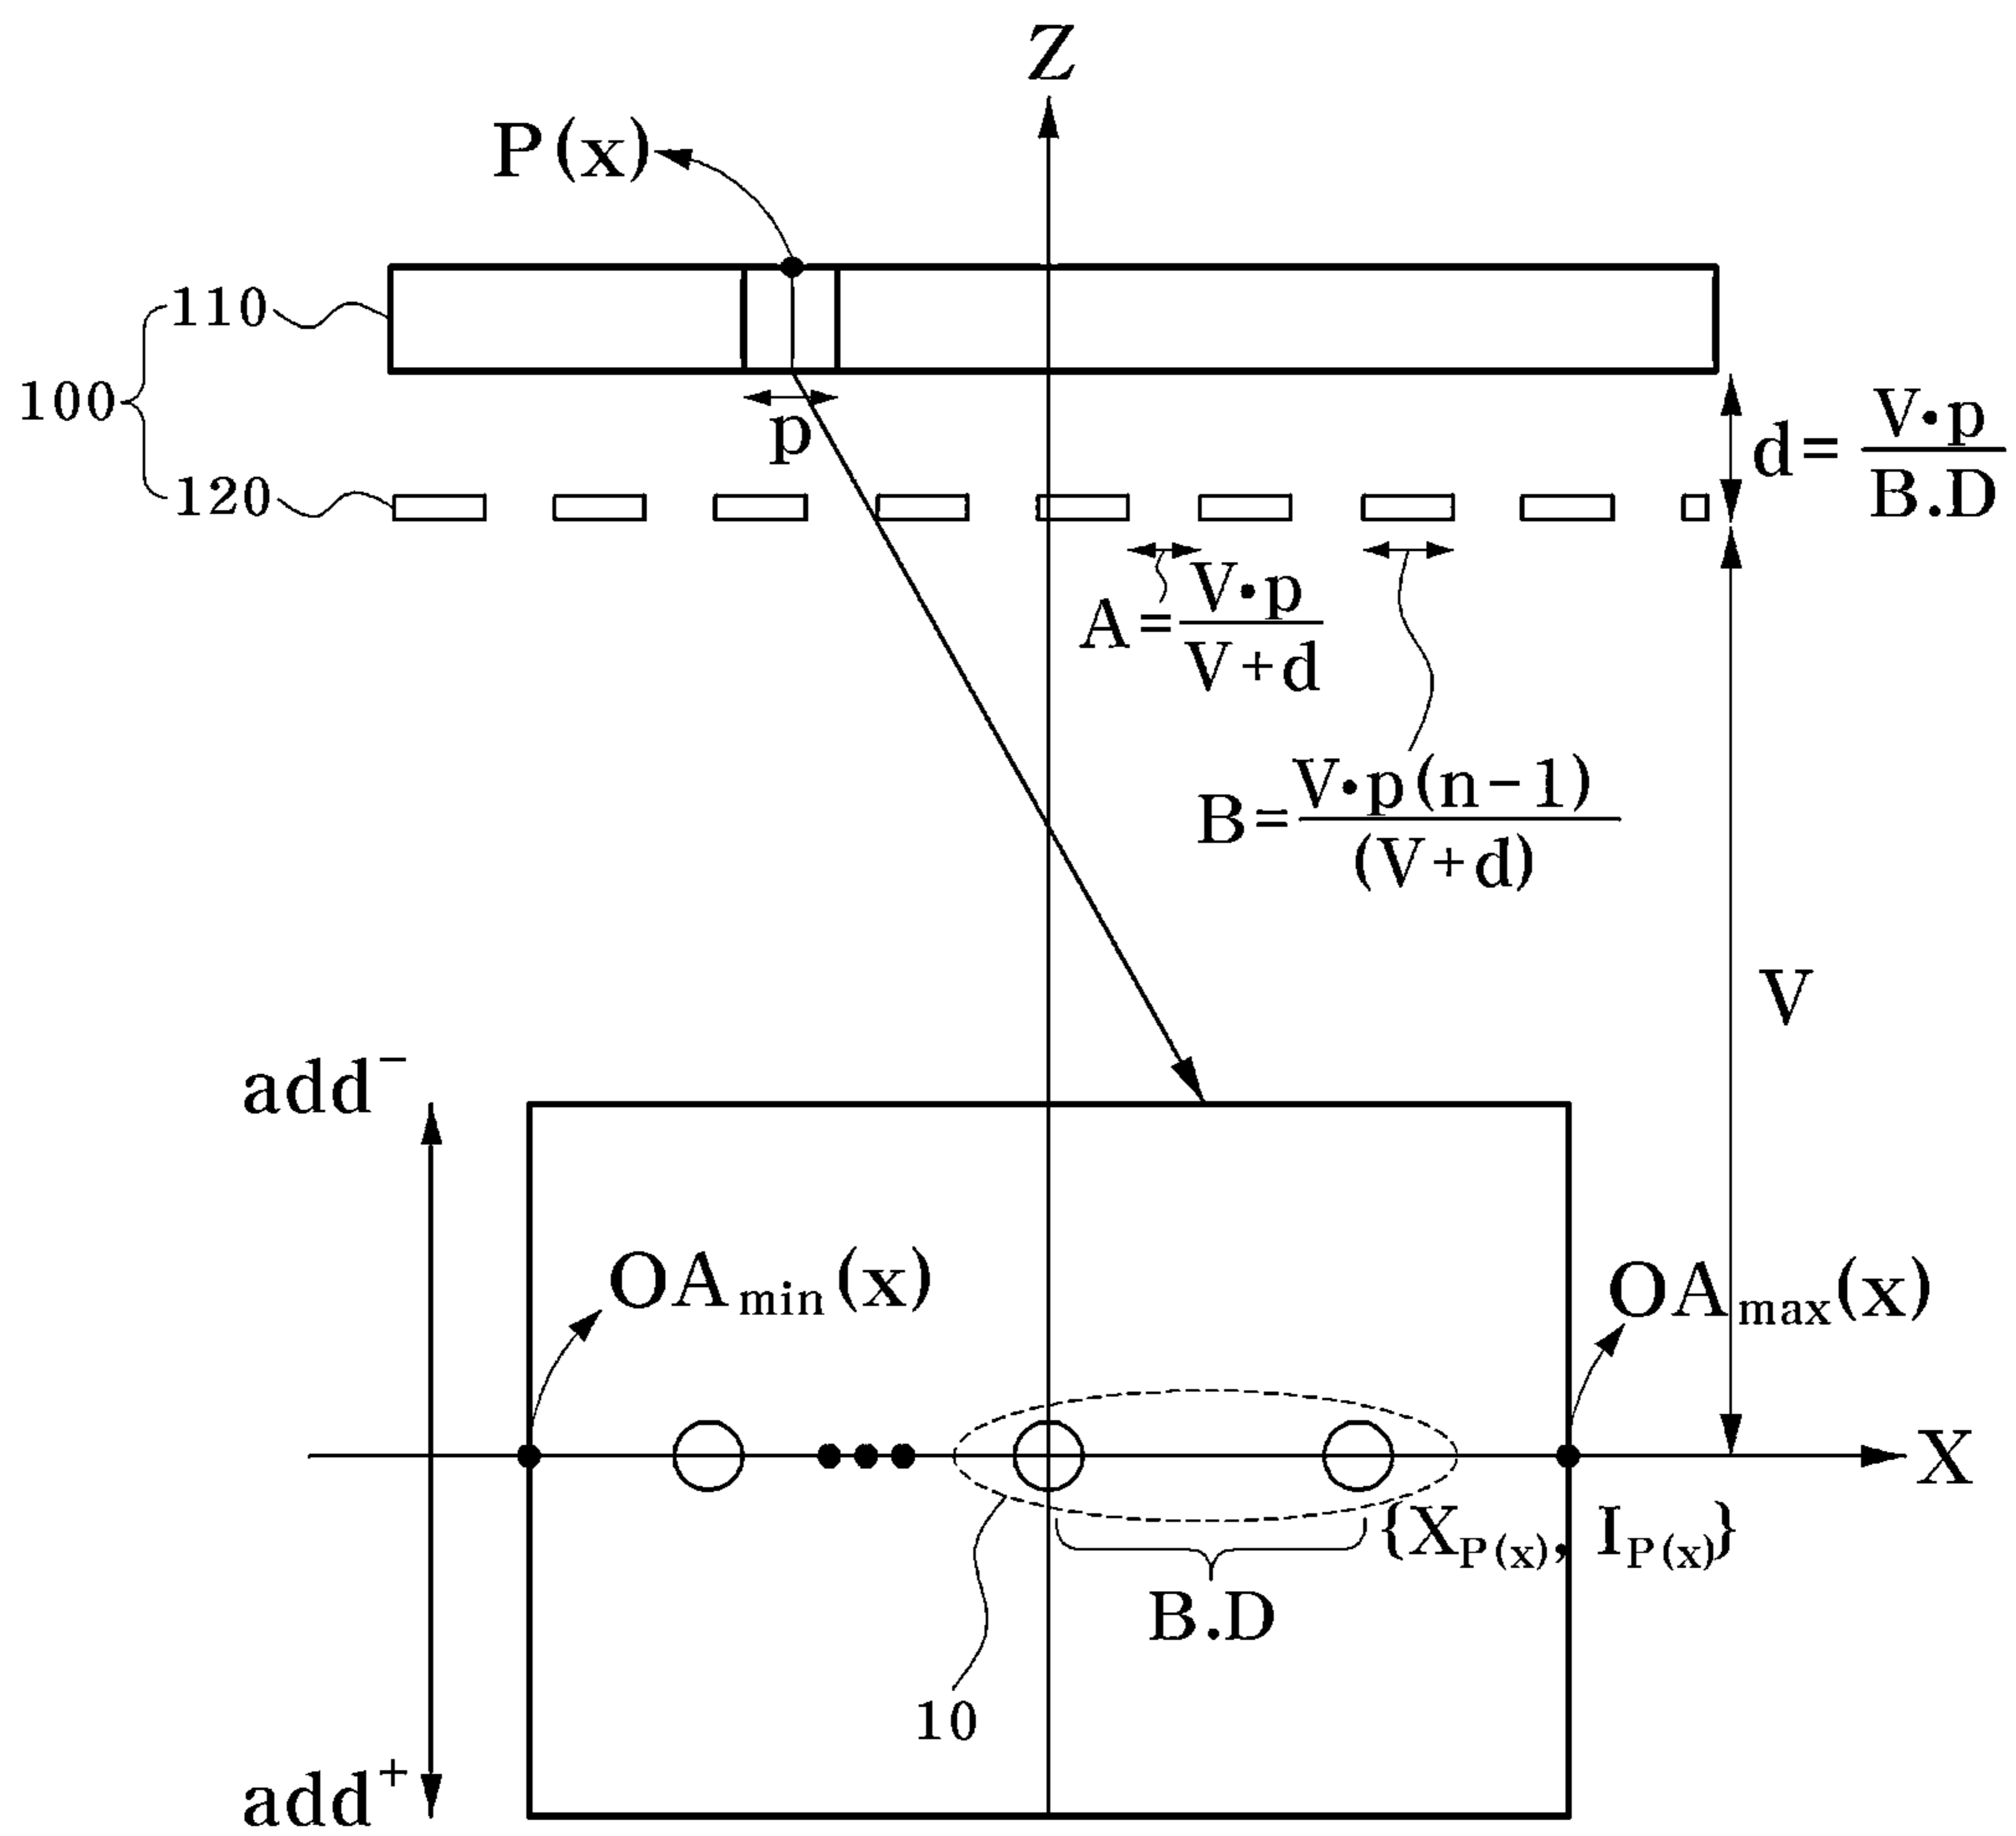 Z
P(x)
110
100
120
p
d= V·p
B.D
A= V·p
V+d
B= V·p(n-1)
(V+d)
V
add⁻
OAmin(x)
OAmax(x)
X
{XP(x), IP(x)}
B.D
10
add⁺